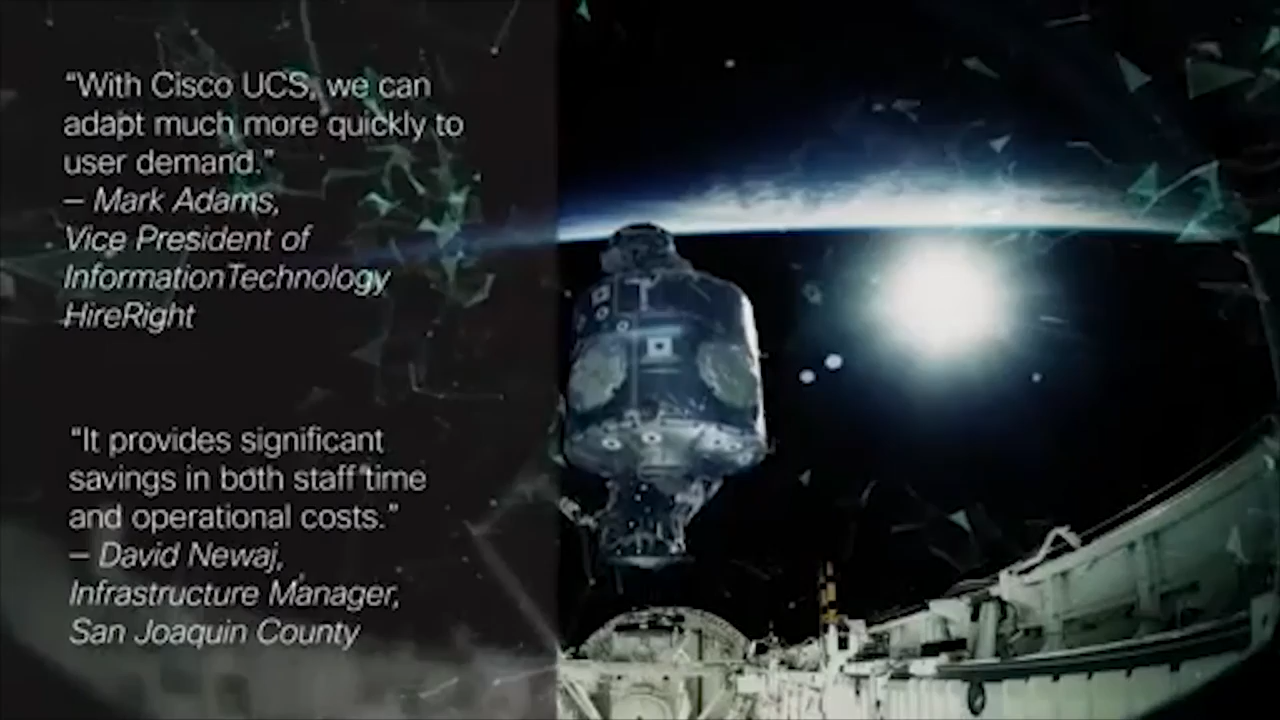 “With Cisco UCS, we can
adapt much more quickly to
user demand.”
– Mark Adams,
Vice President of
InformationTechnology
HireRight
“It provides significant
savings in both staff time
and operational costs.”
– David Newaj,
Infrastructure Manager,
San Joaquin County